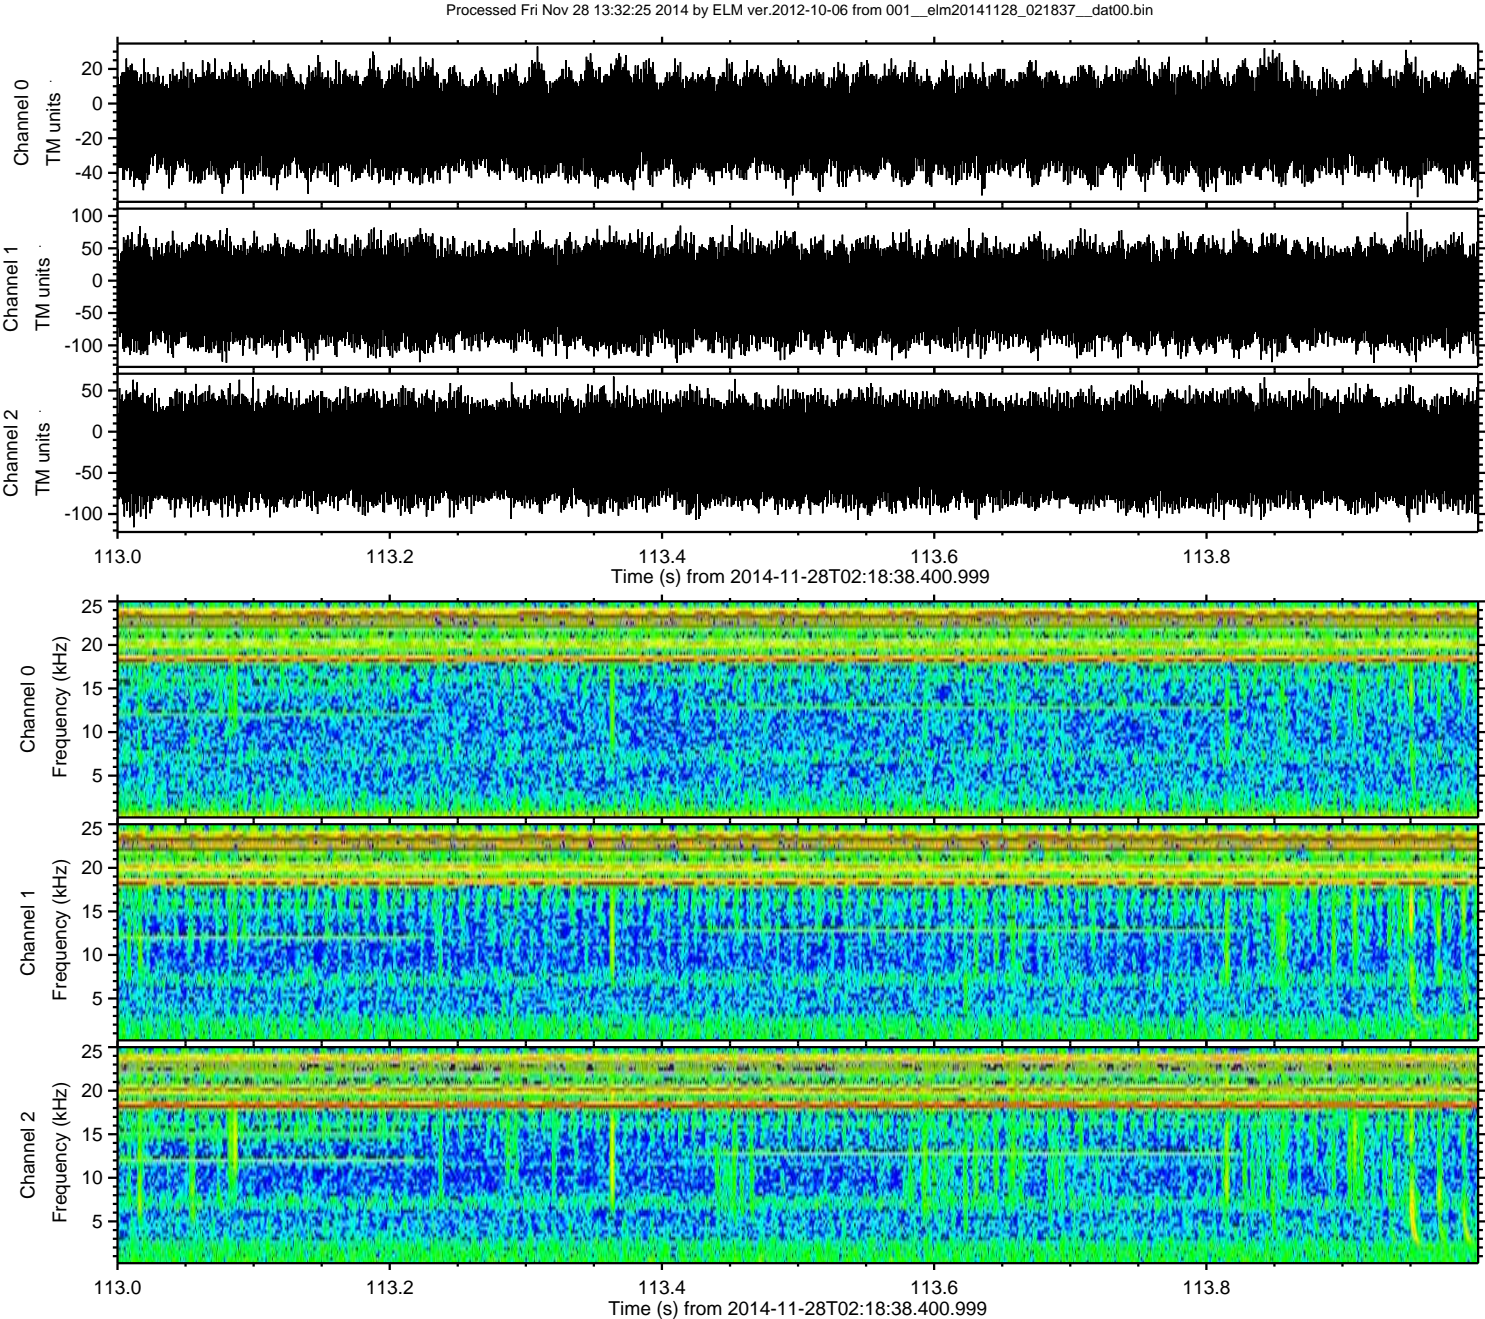 Processed Fri Nov 28 13:32:25 2014 by ELM ver.2012-10-06 from 001__elm20141128_021837__dat00.bin
Channel 0
TM units
20
0
-20
-40
Channel 1
TM units
100
50
0
-50
-100
Channel 2
TM units
50
0
-50
-100
113.0 113.2 113.4 113.6 113.8
Time (s) from 2014-11-28T02:18:38.400.999
Channel 0
Frequency (kHz)
25
20
15
10
5
Channel 1
Frequency (kHz)
25
20
15
10
5
Channel 2
Frequency (kHz)
25
20
15
10
5
113.0 113.2 113.4 113.6 113.8
Time (s) from 2014-11-28T02:18:38.400.999